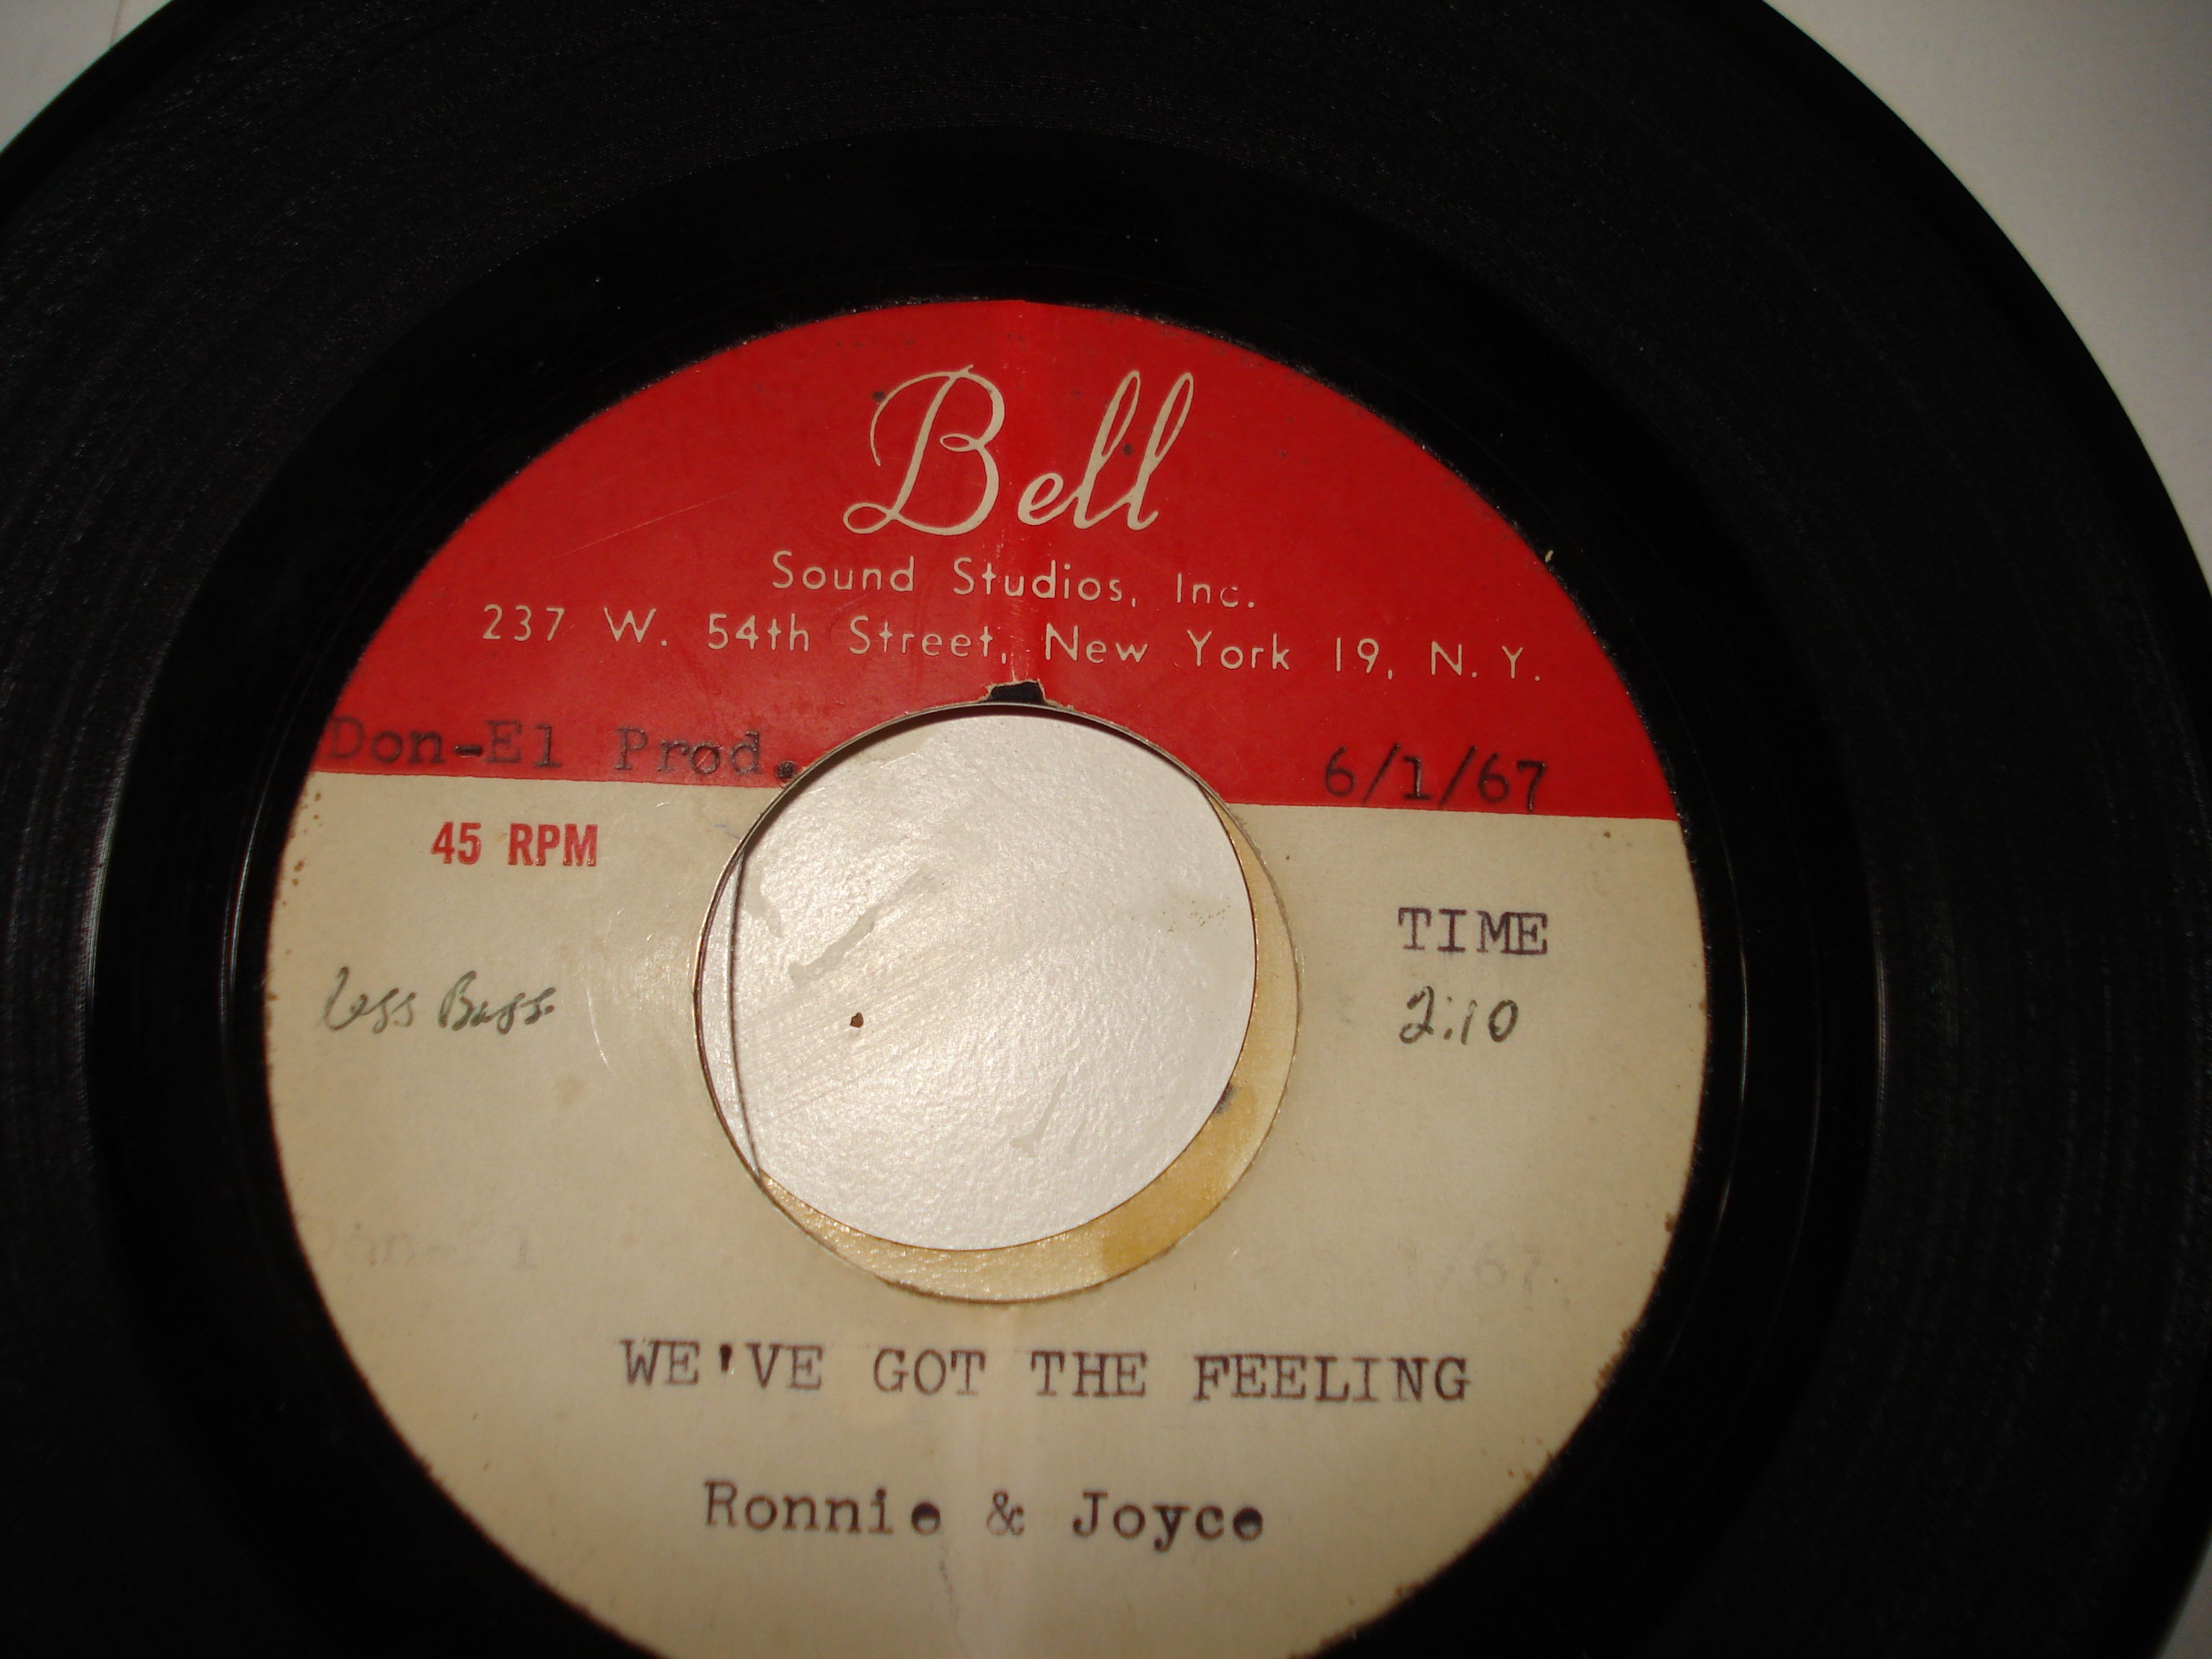 Bell
Sound Studios, Inc.
237 W. 54th Street, New York 19, N. Y.
Don-El Prod. 6/1/67
45 RPM
TIME
Less Bass 2:10
67
WE'VE GOT THE FEELING
Ronnie & Joyce